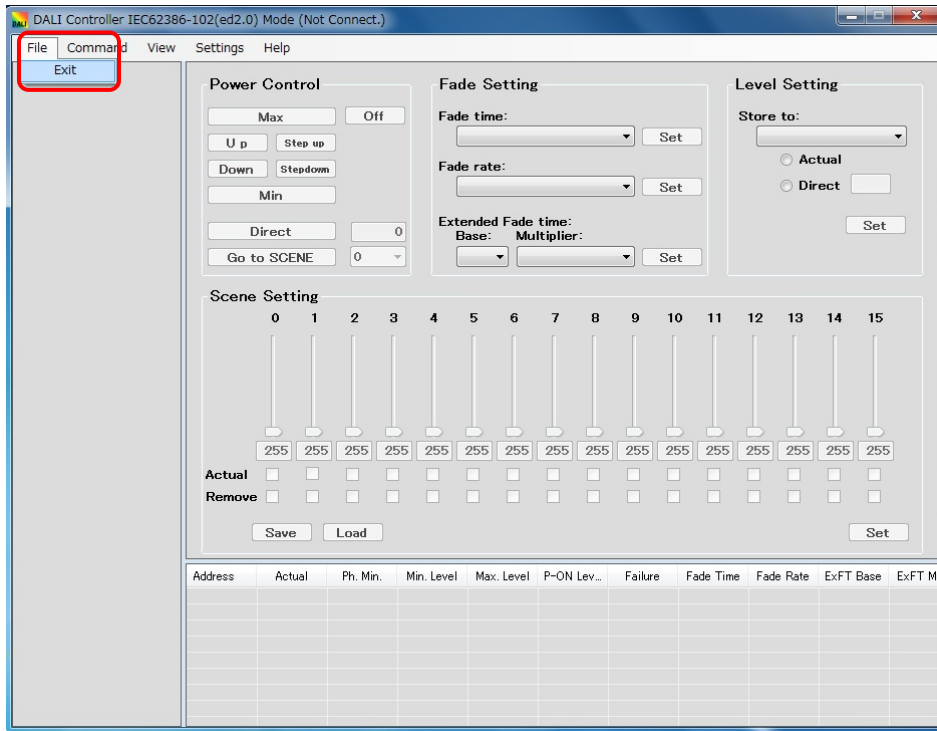 DALI DALI Controller IEC62386-102(ed2.0) Mode (Not Connect.)
File Command View Settings Help
Exit
Power Control
Max Off
U p Step up
Down Stepdown
Min
Direct 0
Go to SCENE 0
Fade Setting
Fade time:
Set
Fade rate:
Set
Extended Fade time:
Base: Multiplier:
Set
Level Setting
Store to:
Actual
Direct
Set
Scene Setting
0 1 2 3 4 5 6 7 8 9 10 11 12 13 14 15
255 255 255 255 255 255 255 255 255 255 255 255 255 255 255 255
Actual
Remove
Save Load Set
Address Actual Ph. Min. Min. Level Max. Level P-ON Lev... Failure Fade Time Fade Rate ExFT Base ExFT M